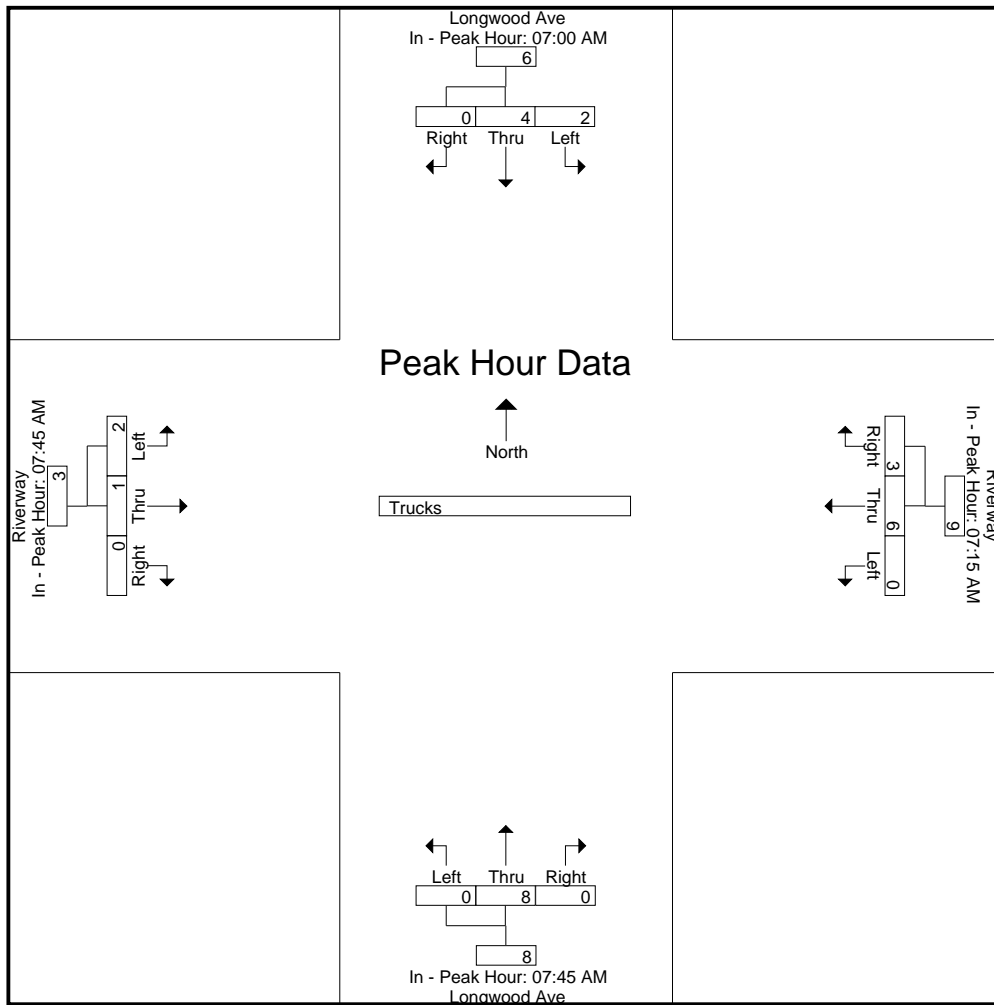 Longwood Ave
In - Peak Hour: 07:00 AM
6
0 4 2
Right Thru Left
Peak Hour Data
North
Trucks
Riverway
In - Peak Hour: 07:45 AM
3
2 1 0
Left Thru Right
Riverway
In - Peak Hour: 07:15 AM
9
3 6 0
Right Thru Left
Left Thru Right
0 8 0
8
In - Peak Hour: 07:45 AM
Longwood Ave